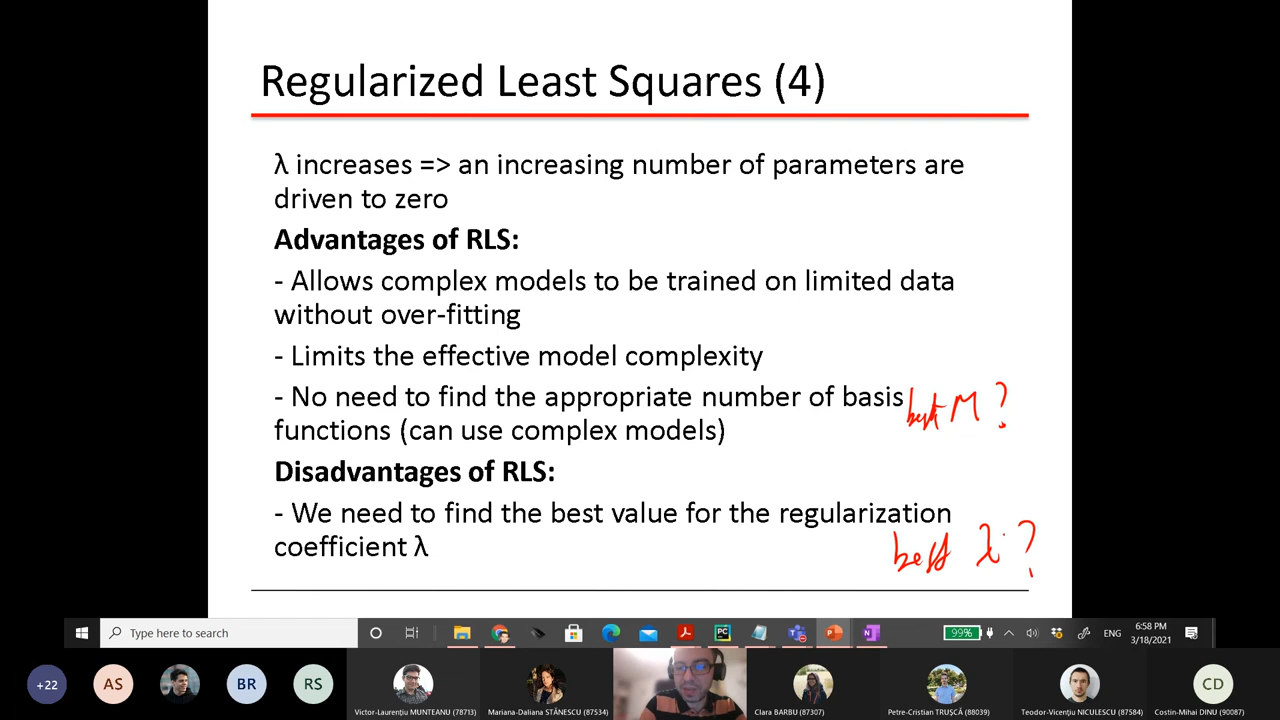 Regularized Least Squares (4)
λ increases => an increasing number of parameters are
driven to zero
Advantages of RLS:
- Allows complex models to be trained on limited data
without over-fitting
- Limits the effective model complexity
- No need to find the appropriate number of basis
best M ?
functions (can use complex models)
Disadvantages of RLS:
- We need to find the best value for the regularization
coefficient λ
best λ ?
Type here to search
99%
ENG
6:58 PM
3/18/2021
+22
AS
BR
RS
CD
Victor-Laurențiu MUNTEANU (78713)
Mariana-Daliana STĂNESCU (87534)
Clara BARBU (87307)
Petre-Cristian TRUȘCĂ (88039)
Teodor-Vicențiu NICULESCU (87584)
Costin-Mihai DINU (90087)